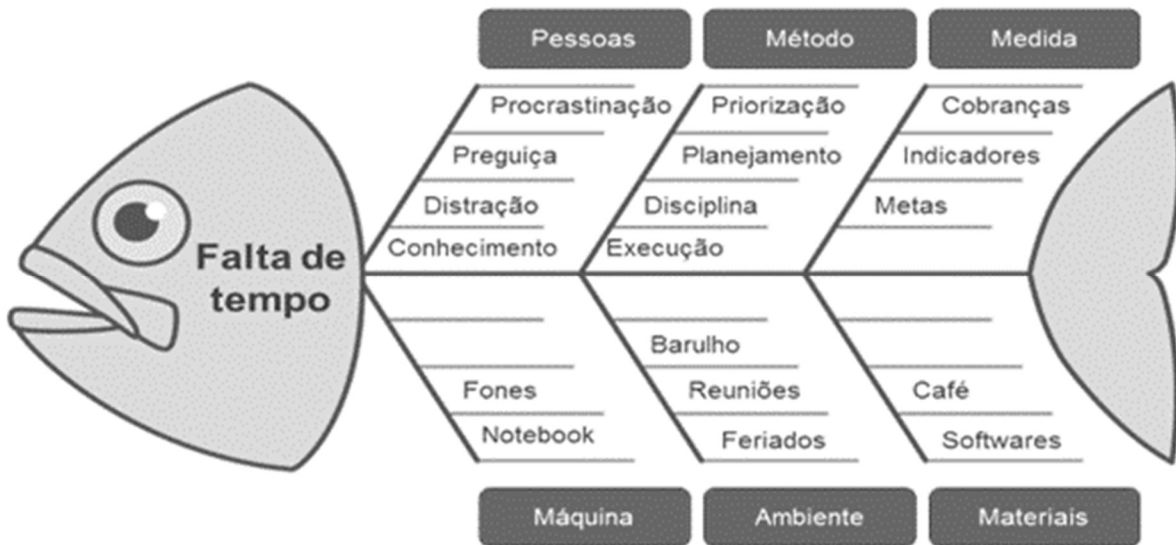 Pessoas
Método
Medida
Procrastinação
Priorização
Cobranças
Preguiça
Planejamento
Indicadores
Distração
Disciplina
Metas
Conhecimento
Execução
Falta de
tempo
Barulho
Fones
Reuniões
Café
Notebook
Feriados
Softwares
Máquina
Ambiente
Materiais